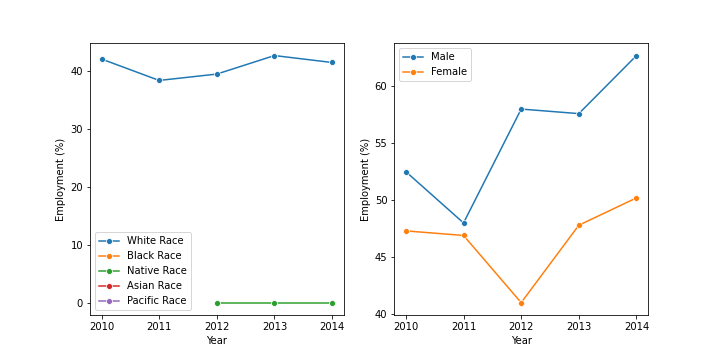 Employment (%)
40
30
20
10
0
White Race
Black Race
Native Race
Asian Race
Pacific Race
2010 2011 2012 2013 2014
Year
Employment (%)
60
55
50
45
40
Male
Female
2010 2011 2012 2013 2014
Year